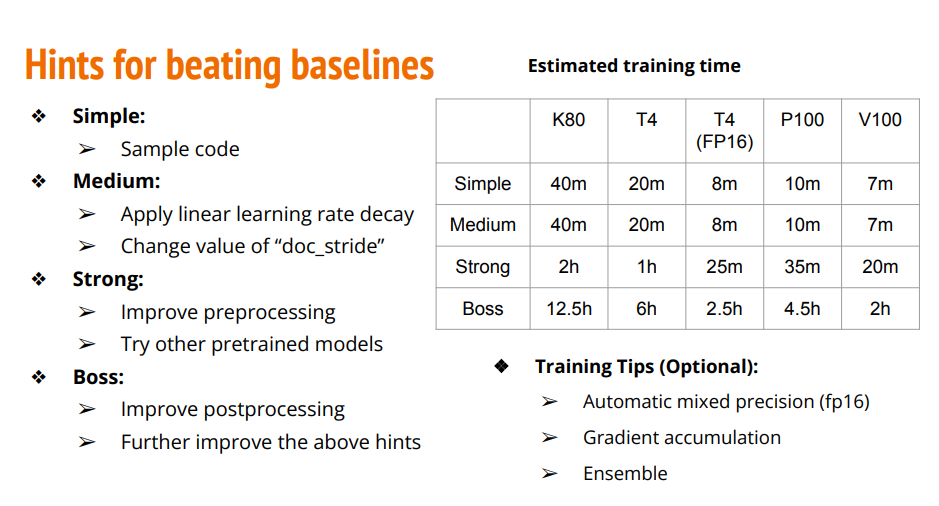 Hints for beating baselines
❖ Simple:
➢ Sample code
❖ Medium:
➢ Apply linear learning rate decay
➢ Change value of “doc_stride”
❖ Strong:
➢ Improve preprocessing
➢ Try other pretrained models
❖ Boss:
➢ Improve postprocessing
➢ Further improve the above hints
Estimated training time
K80 T4 T4 (FP16) P100 V100
Simple 40m 20m 8m 10m 7m
Medium 40m 20m 8m 10m 7m
Strong 2h 1h 25m 35m 20m
Boss 12.5h 6h 2.5h 4.5h 2h
❖ Training Tips (Optional):
➢ Automatic mixed precision (fp16)
➢ Gradient accumulation
➢ Ensemble